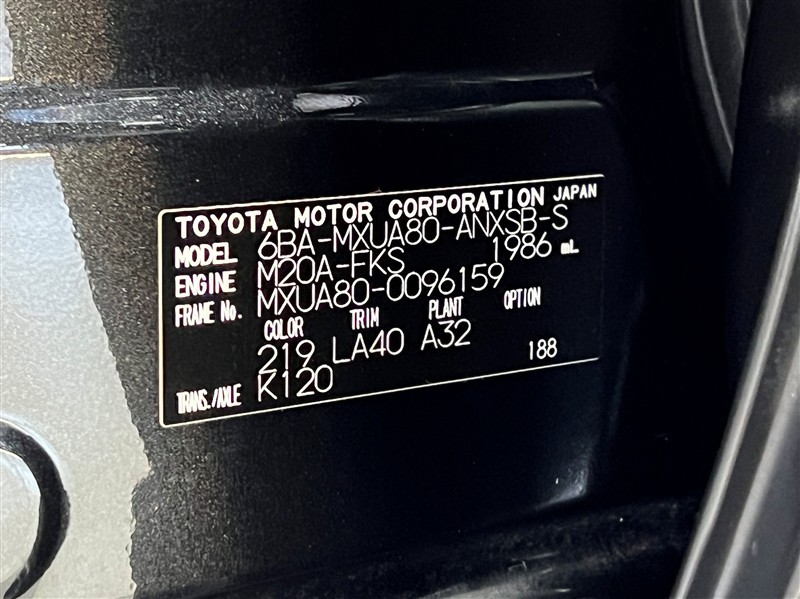 TOYOTA MOTOR CORPORATION JAPAN
MODEL 6BA-MXUA80-ANXSB-S
ENGINE M20A-FKS 1986 mL
FRAME No. MXUA80-0096159
COLOR TRIM PLANT OPTION
219 LA40 A32 188
TRANS./AXLE K120